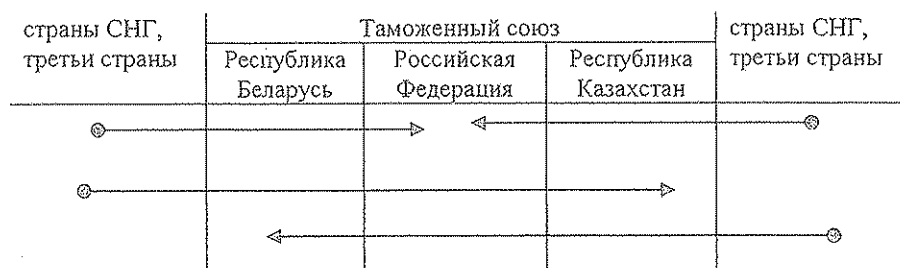 страны СНГ,
третьи страны
Таможенный союз
Республика
Беларусь
Российская
Федерация
Республика
Казахстан
страны СНГ,
третьи страны